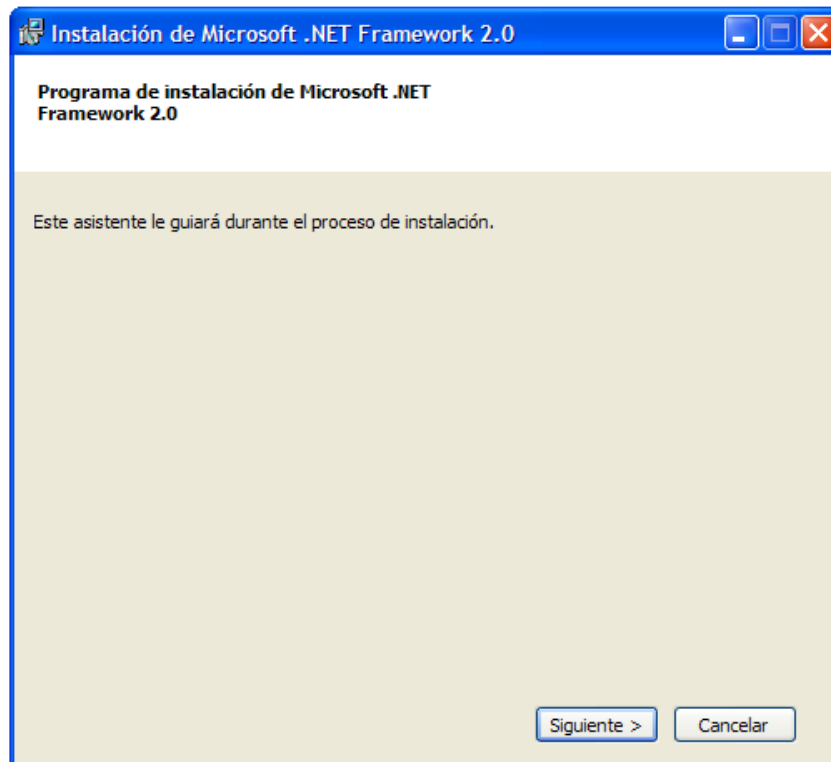 Instalación de Microsoft .NET Framework 2.0
Programa de instalación de Microsoft .NET
Framework 2.0
Este asistente le guiará durante el proceso de instalación.
Siguiente >
Cancelar